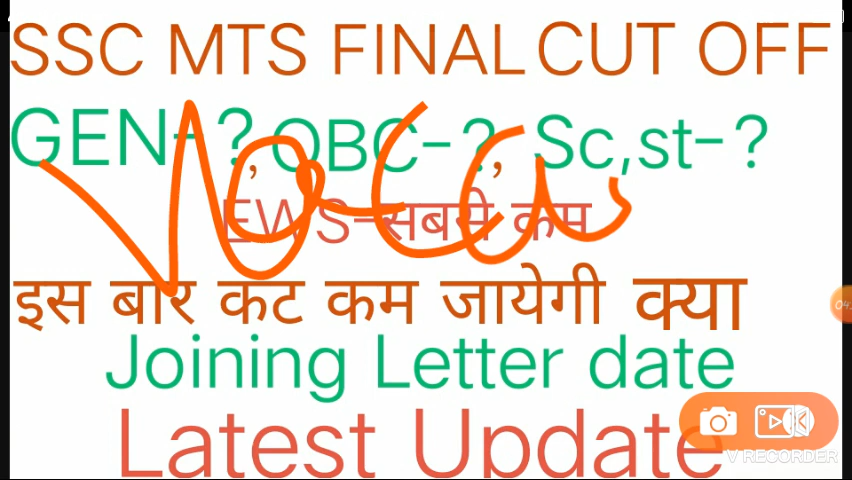 SSC MTS FINAL CUT OFF
GEN-?, OBC-?, Sc,st-?
EWS-सबसे कम
इस बार कट कम जायेगी क्या
Joining Letter date
Latest Update
V RECORDER